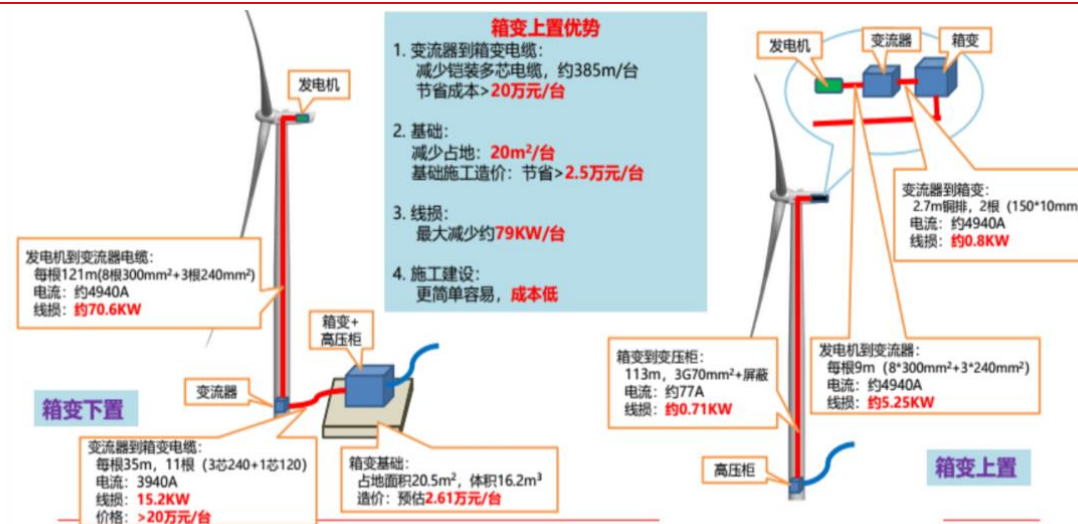 箱变上置优势
1. 变流器到箱变电缆：
减少铠装多芯电缆，约385m/台
节省成本>20万元/台
2. 基础：
减少占地：20m²/台
基础施工造价：节省>2.5万元/台
3. 线损：
最大减少约79KW/台
4. 施工建设：
更简单容易，成本低
发电机
发电机到变流器电缆：
每根121m(8根300mm²+3根240mm²)
电流：约4940A
线损：约70.6KW
箱变+
高压柜
变流器
箱变下置
变流器到箱变电缆：
每根35m，11根（3芯240+1芯120）
电流：3940A
线损：15.2KW
价格：>20万元/台
箱变基础：
占地面积20.5m²，体积16.2m³
造价：预估2.61万元/台
发电机
变流器
箱变
变流器到箱变：
2.7m铜排，2根（150*10mm
电流：约4940A
线损：约0.8KW
箱变到变压柜：
113m，3G70mm²+屏蔽
电流：约77A
线损：约0.71KW
发电机到变流器：
每根9m（8*300mm²+3*240mm²）
电流：约4940A
线损：约5.25KW
高压柜
箱变上置